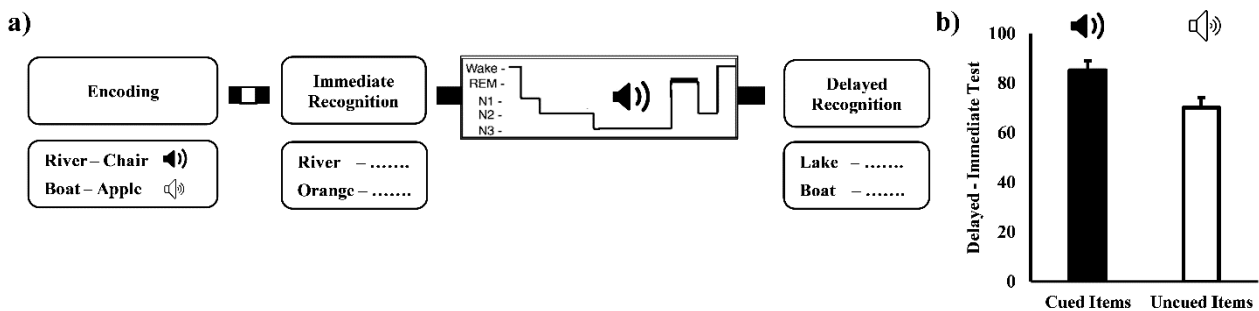 a)
Encoding
River – Chair
Boat – Apple
Immediate
Recognition
River – .......
Orange – .......
Wake -
REM -
N1 -
N2 -
N3 -
Delayed
Recognition
Lake – .......
Boat – .......
b)
Delayed - Immediate Test
100
80
60
40
20
0
Cued Items
Uncued Items